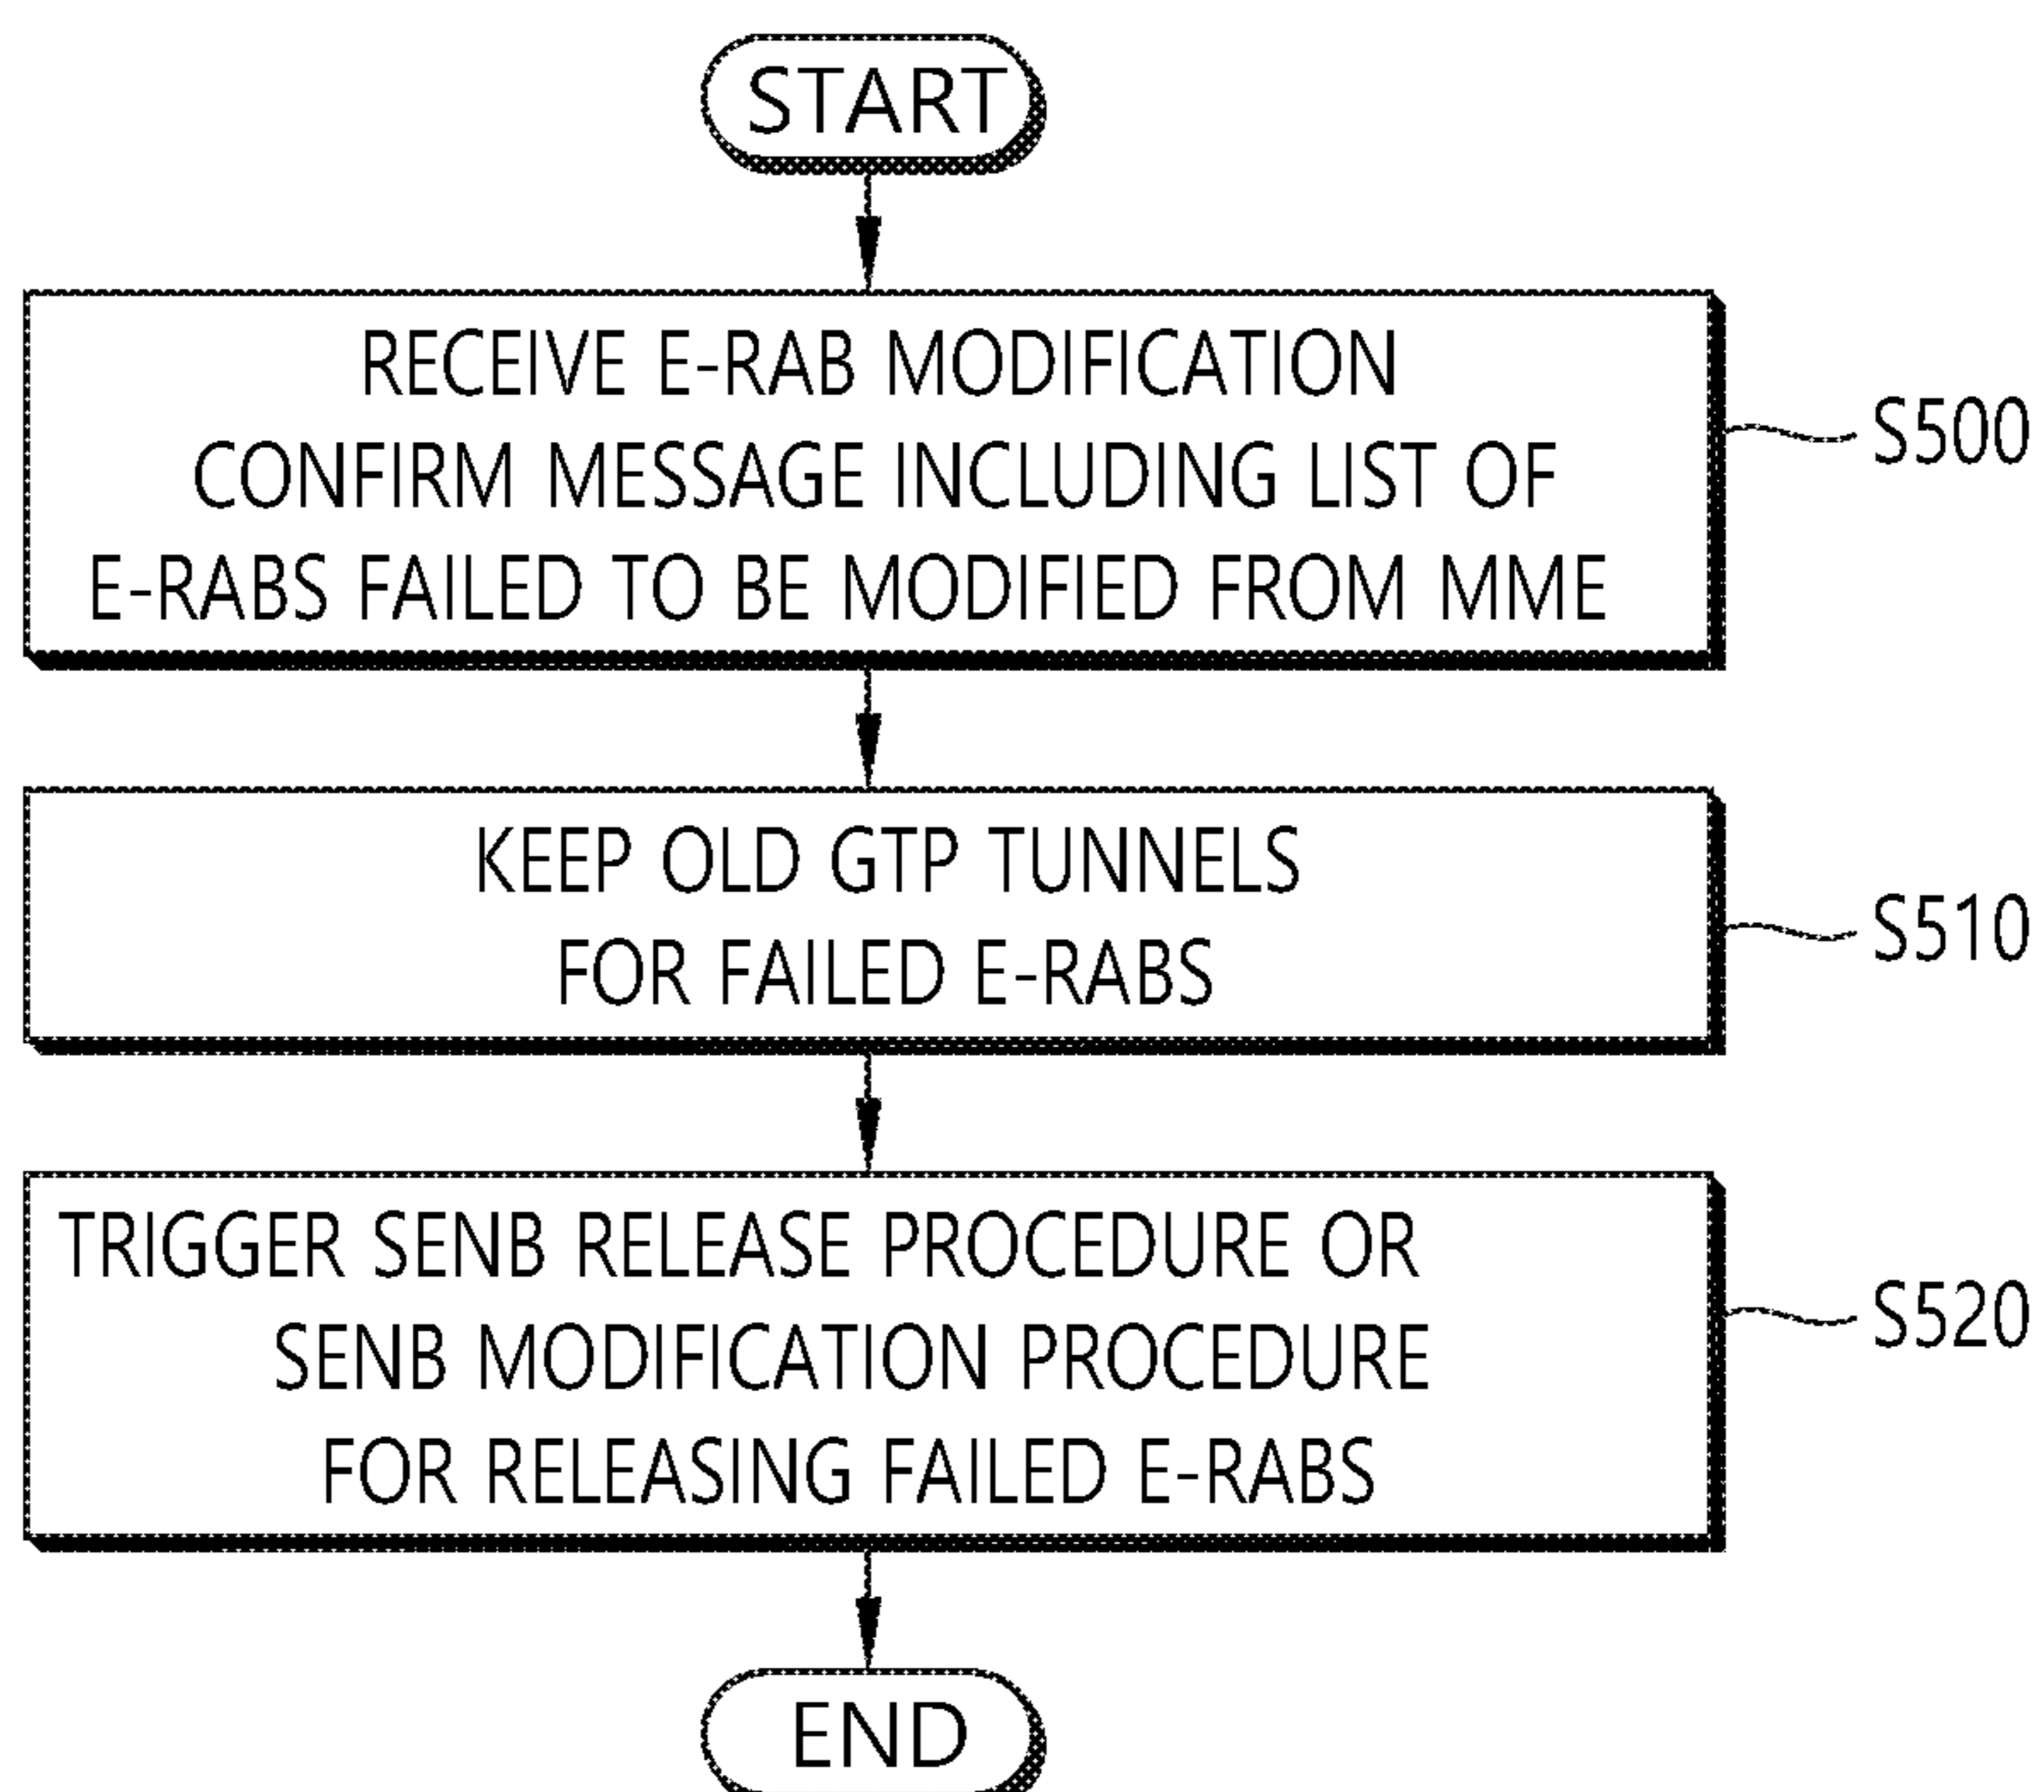 START
RECEIVE E-RAB MODIFICATION
CONFIRM MESSAGE INCLUDING LIST OF
E-RABS FAILED TO BE MODIFIED FROM MME
S500
KEEP OLD GTP TUNNELS
FOR FAILED E-RABS
S510
TRIGGER SENB RELEASE PROCEDURE OR
SENB MODIFICATION PROCEDURE
FOR RELEASING FAILED E-RABS
S520
END